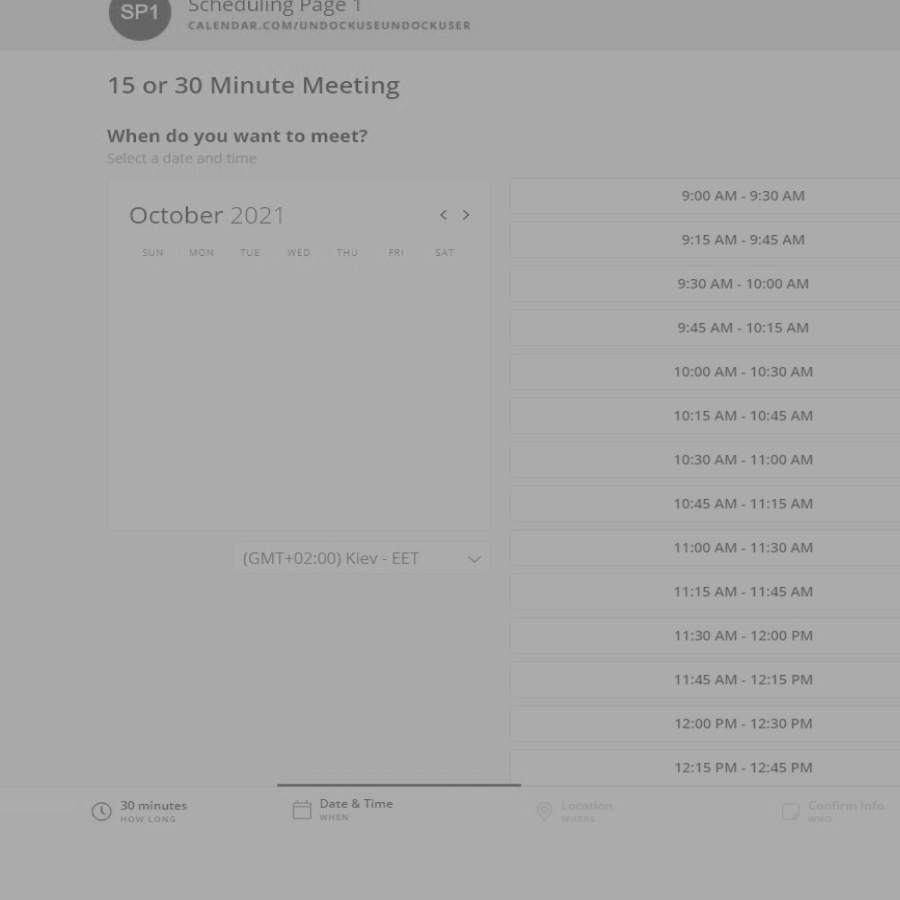 SP1
Scheduling Page 1
CALENDAR.COM/UNDOCKUSEUNDOCKUSER
15 or 30 Minute Meeting
When do you want to meet?
Select a date and time
October 2021
SUN MON TUE WED THU FRI SAT
(GMT+02:00) Kiev - EET
9:00 AM - 9:30 AM
9:15 AM - 9:45 AM
9:30 AM - 10:00 AM
9:45 AM - 10:15 AM
10:00 AM - 10:30 AM
10:15 AM - 10:45 AM
10:30 AM - 11:00 AM
10:45 AM - 11:15 AM
11:00 AM - 11:30 AM
11:15 AM - 11:45 AM
11:30 AM - 12:00 PM
11:45 AM - 12:15 PM
12:00 PM - 12:30 PM
12:15 PM - 12:45 PM
30 minutes
HOW LONG
Date & Time
WHEN
Location
WHERE
Confirm Info
WHO